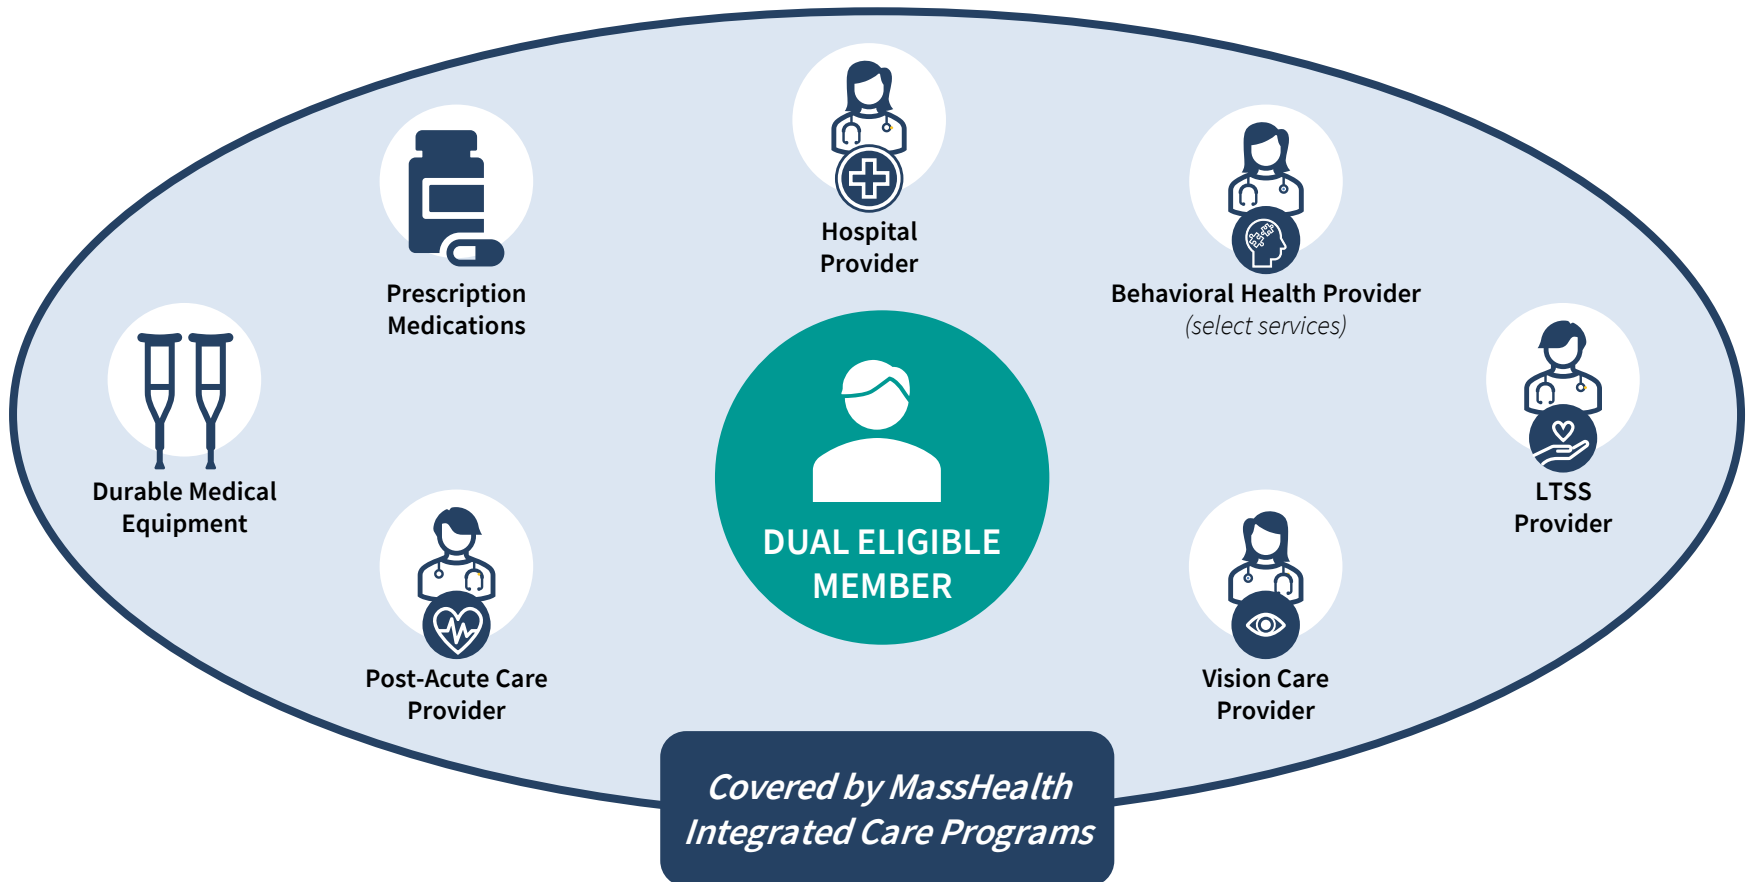 Hospital
Provider
Prescription
Medications
Behavioral Health Provider
(select services)
Durable Medical
Equipment
LTSS
Provider
DUAL ELIGIBLE
MEMBER
Post-Acute Care
Provider
Vision Care
Provider
Covered by MassHealth
Integrated Care Programs